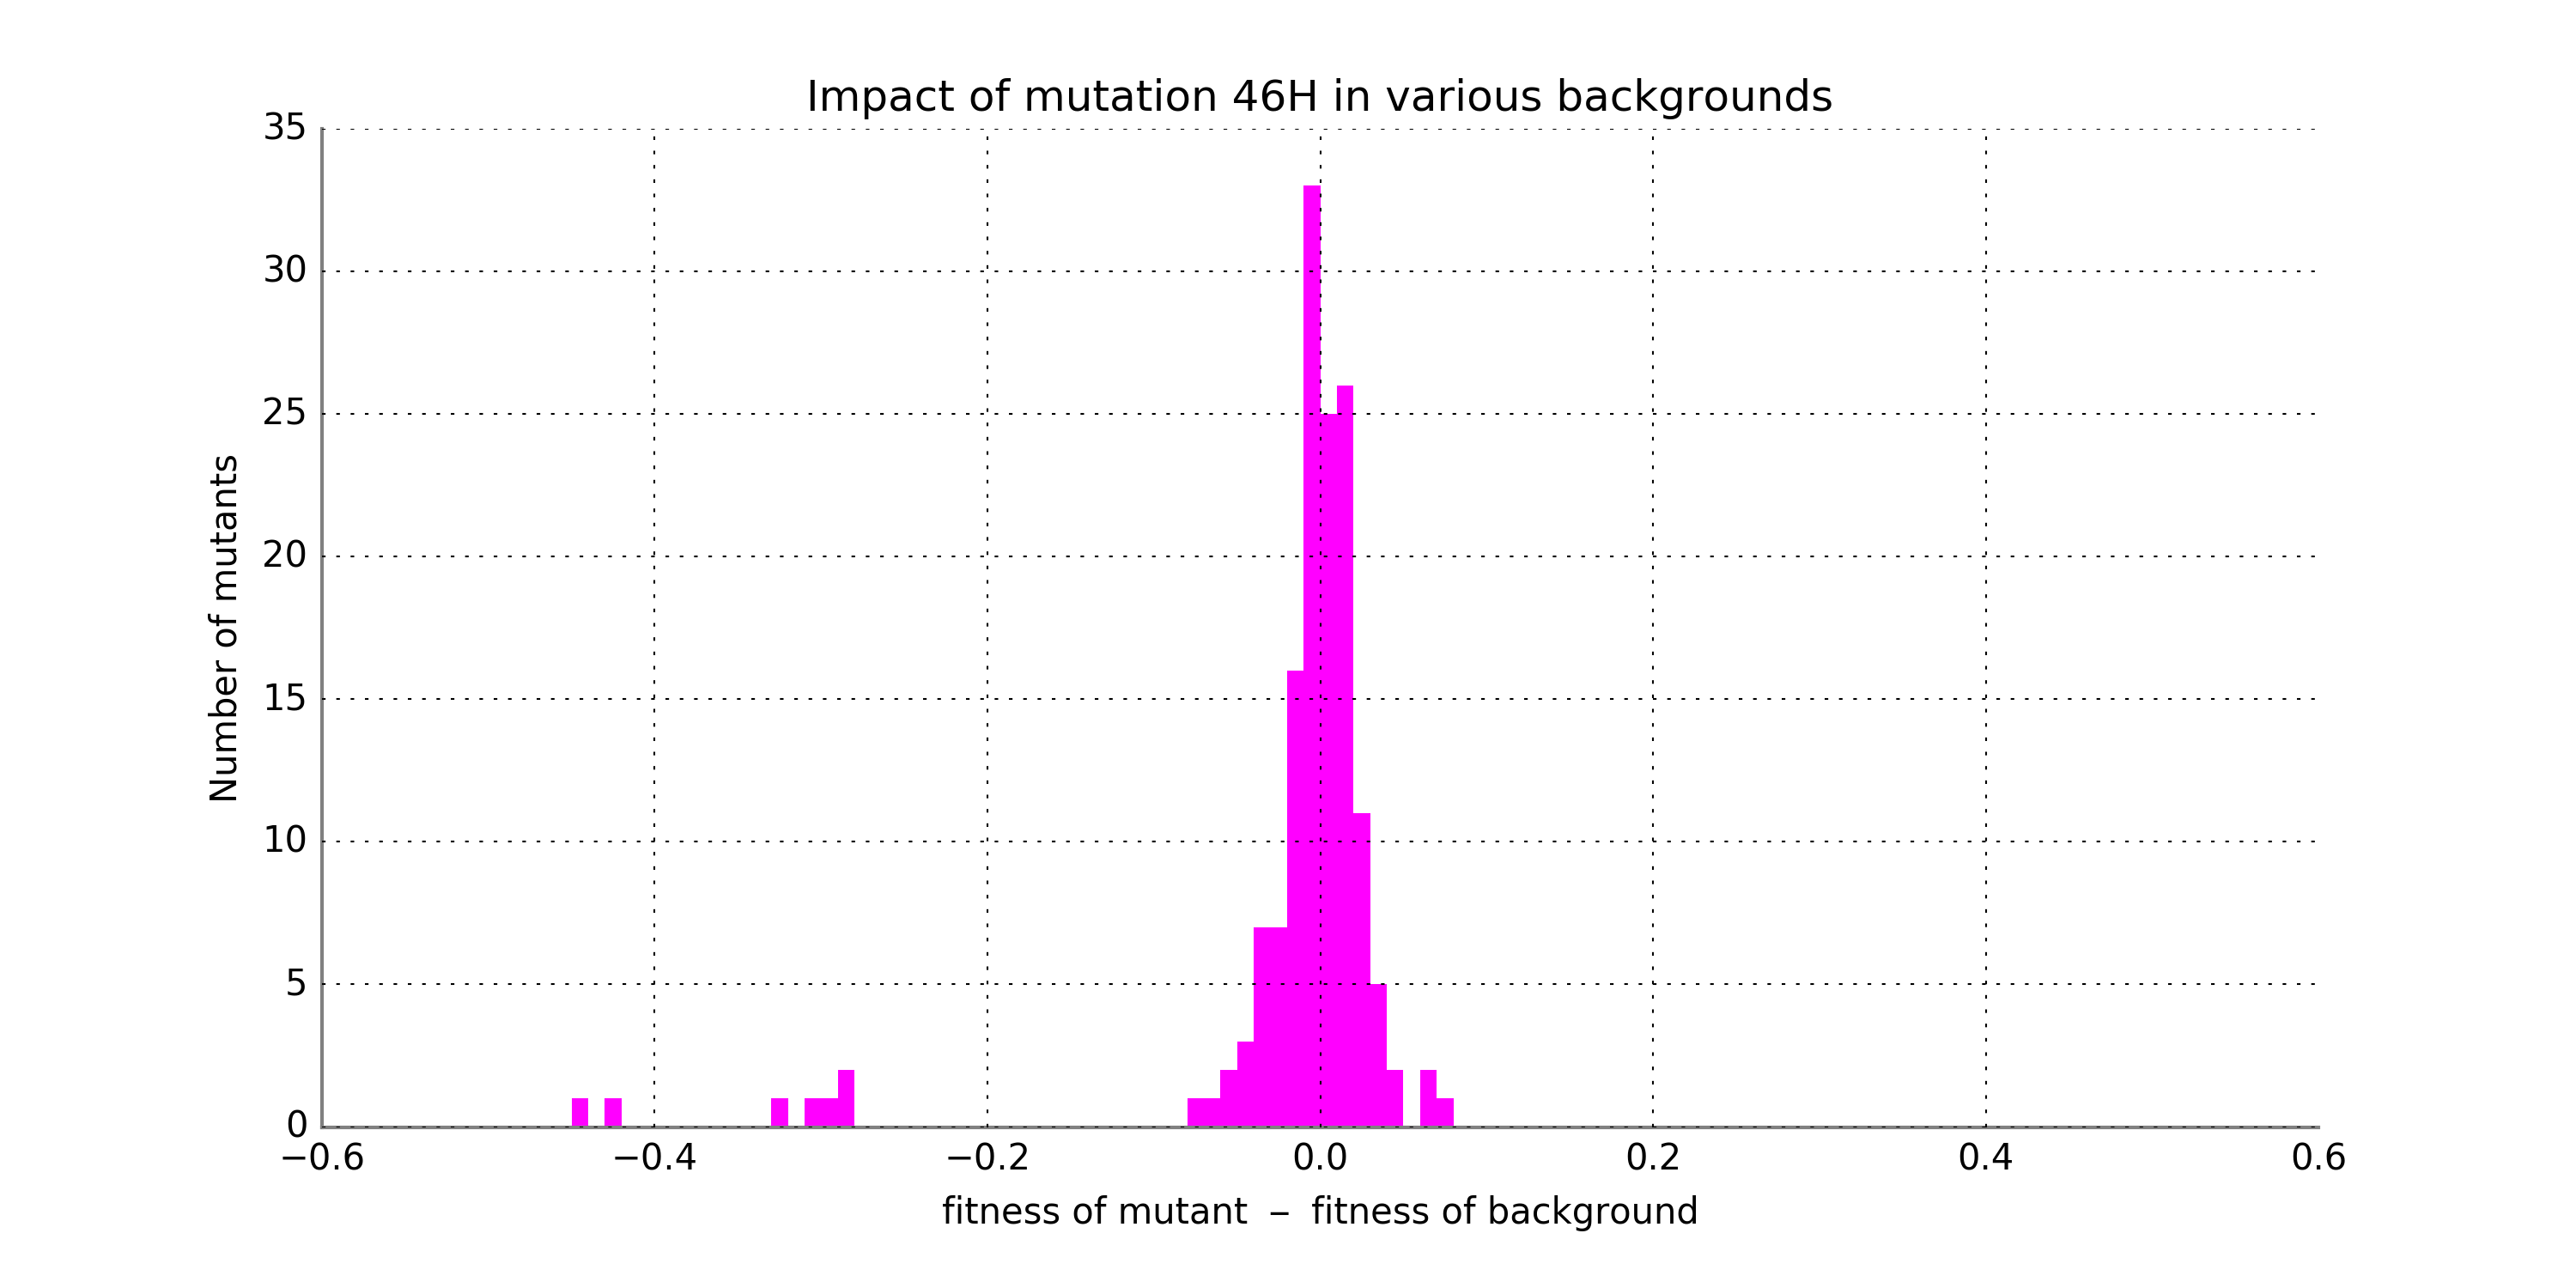 Impact of mutation 46H in various backgrounds
35
30
25
20
15
10
5
0
Number of mutants
−0.6 −0.4 −0.2 0.0 0.2 0.4 0.6
fitness of mutant − fitness of background